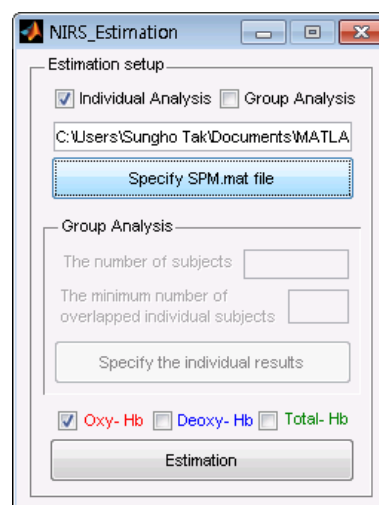 NIRS_Estimation
Estimation setup
Individual Analysis Group Analysis
C:\Users\Sungho Tak\Documents\MATLA
Specify SPM.mat file
Group Analysis
The number of subjects
The minimum number of
overlapped individual subjects
Specify the individual results
Oxy- Hb Deoxy- Hb Total- Hb
Estimation